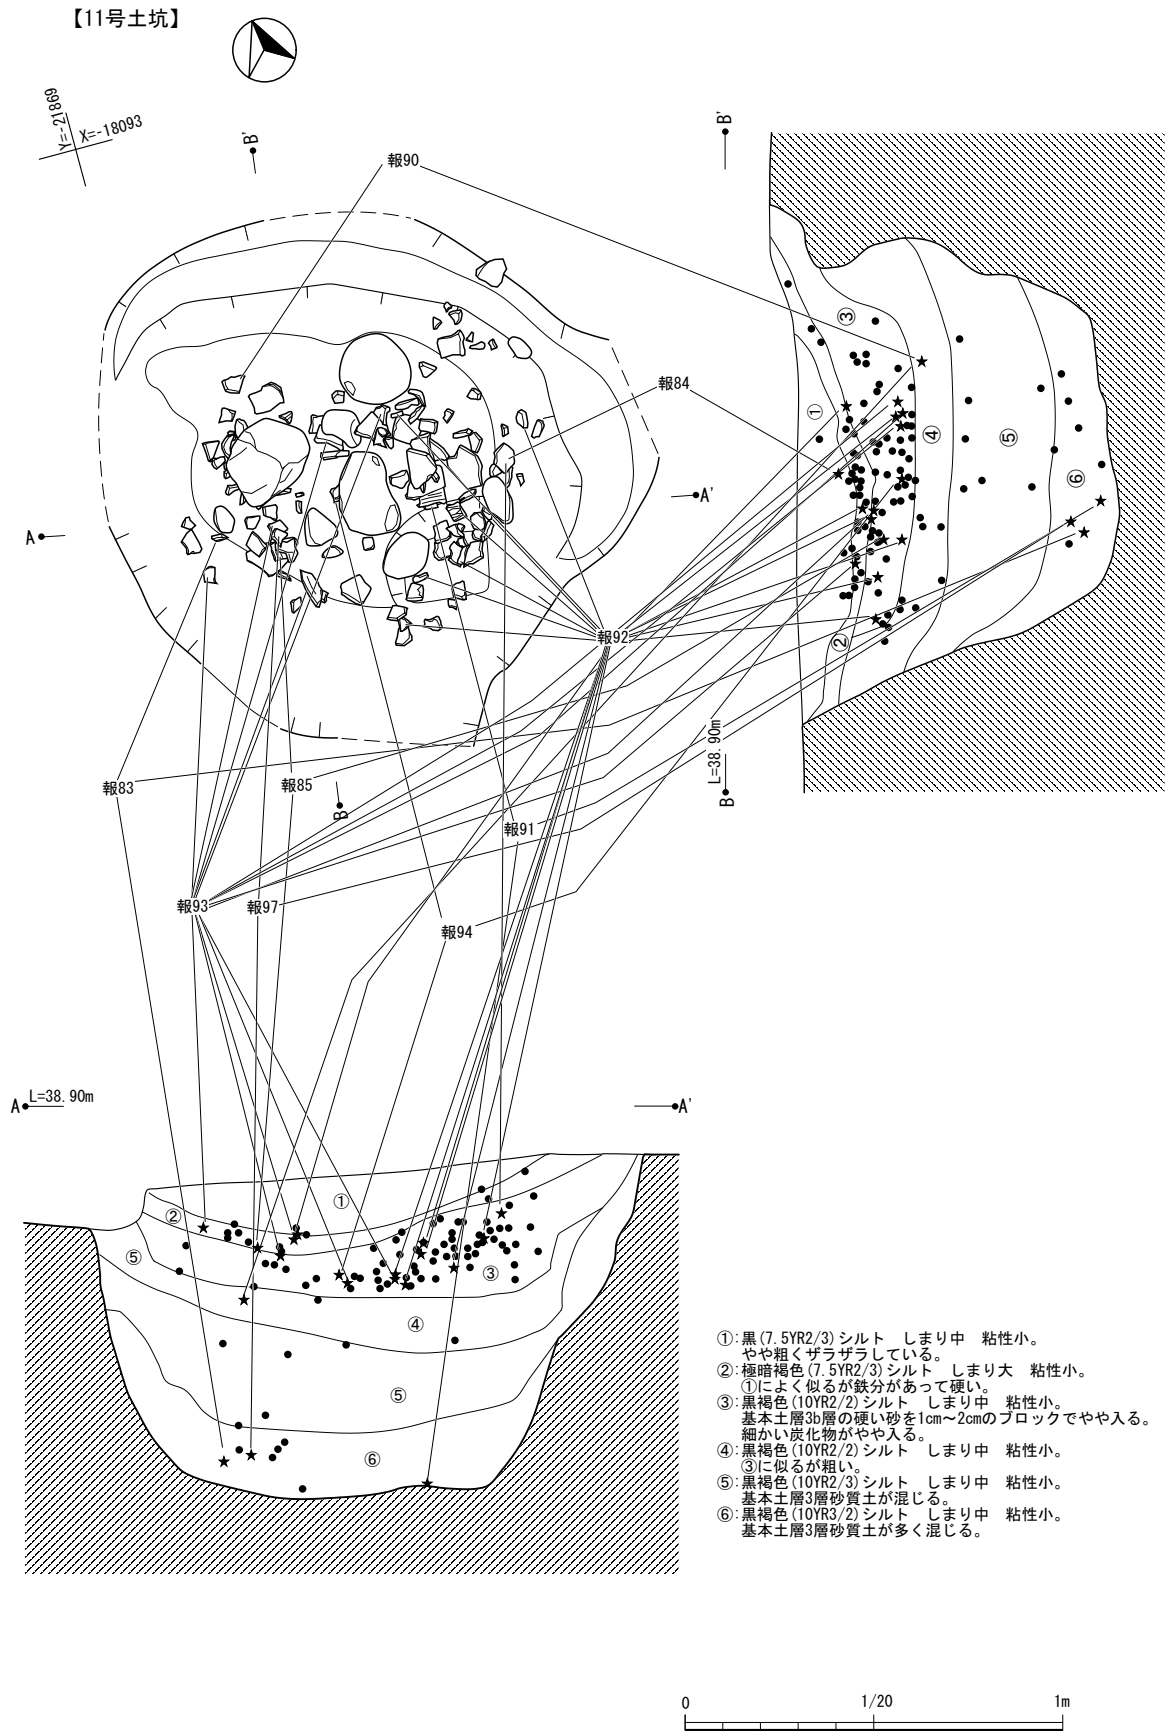 【11号土坑】
Y=-21869
X=-18093
B'
B'
報90
報84
A
A'
報92
③
①
④
⑤
⑥
②
L=38.90m
B
報83
報85
B
報91
報93
報97
報94
A
L=38.90m
A'
①
②
⑤
③
④
⑤
⑥
①:黒(7.5YR2/3)シルト しまり中 粘性小。
やや粗くザラザラしている。
②:極暗褐色(7.5YR2/3)シルト しまり大 粘性小。
①によく似るが鉄分があって硬い。
③:黒褐色(10YR2/2)シルト しまり中 粘性小。
基本土層3b層の硬い砂を1cm~2cmのブロックでやや入る。
細かい炭化物がやや入る。
④:黒褐色(10YR2/2)シルト しまり中 粘性小。
③に似るが粗い。
⑤:黒褐色(10YR2/3)シルト しまり中 粘性小。
基本土層3層砂質土が混じる。
⑥:黒褐色(10YR3/2)シルト しまり中 粘性小。
基本土層3層砂質土が多く混じる。
0 1/20 1m